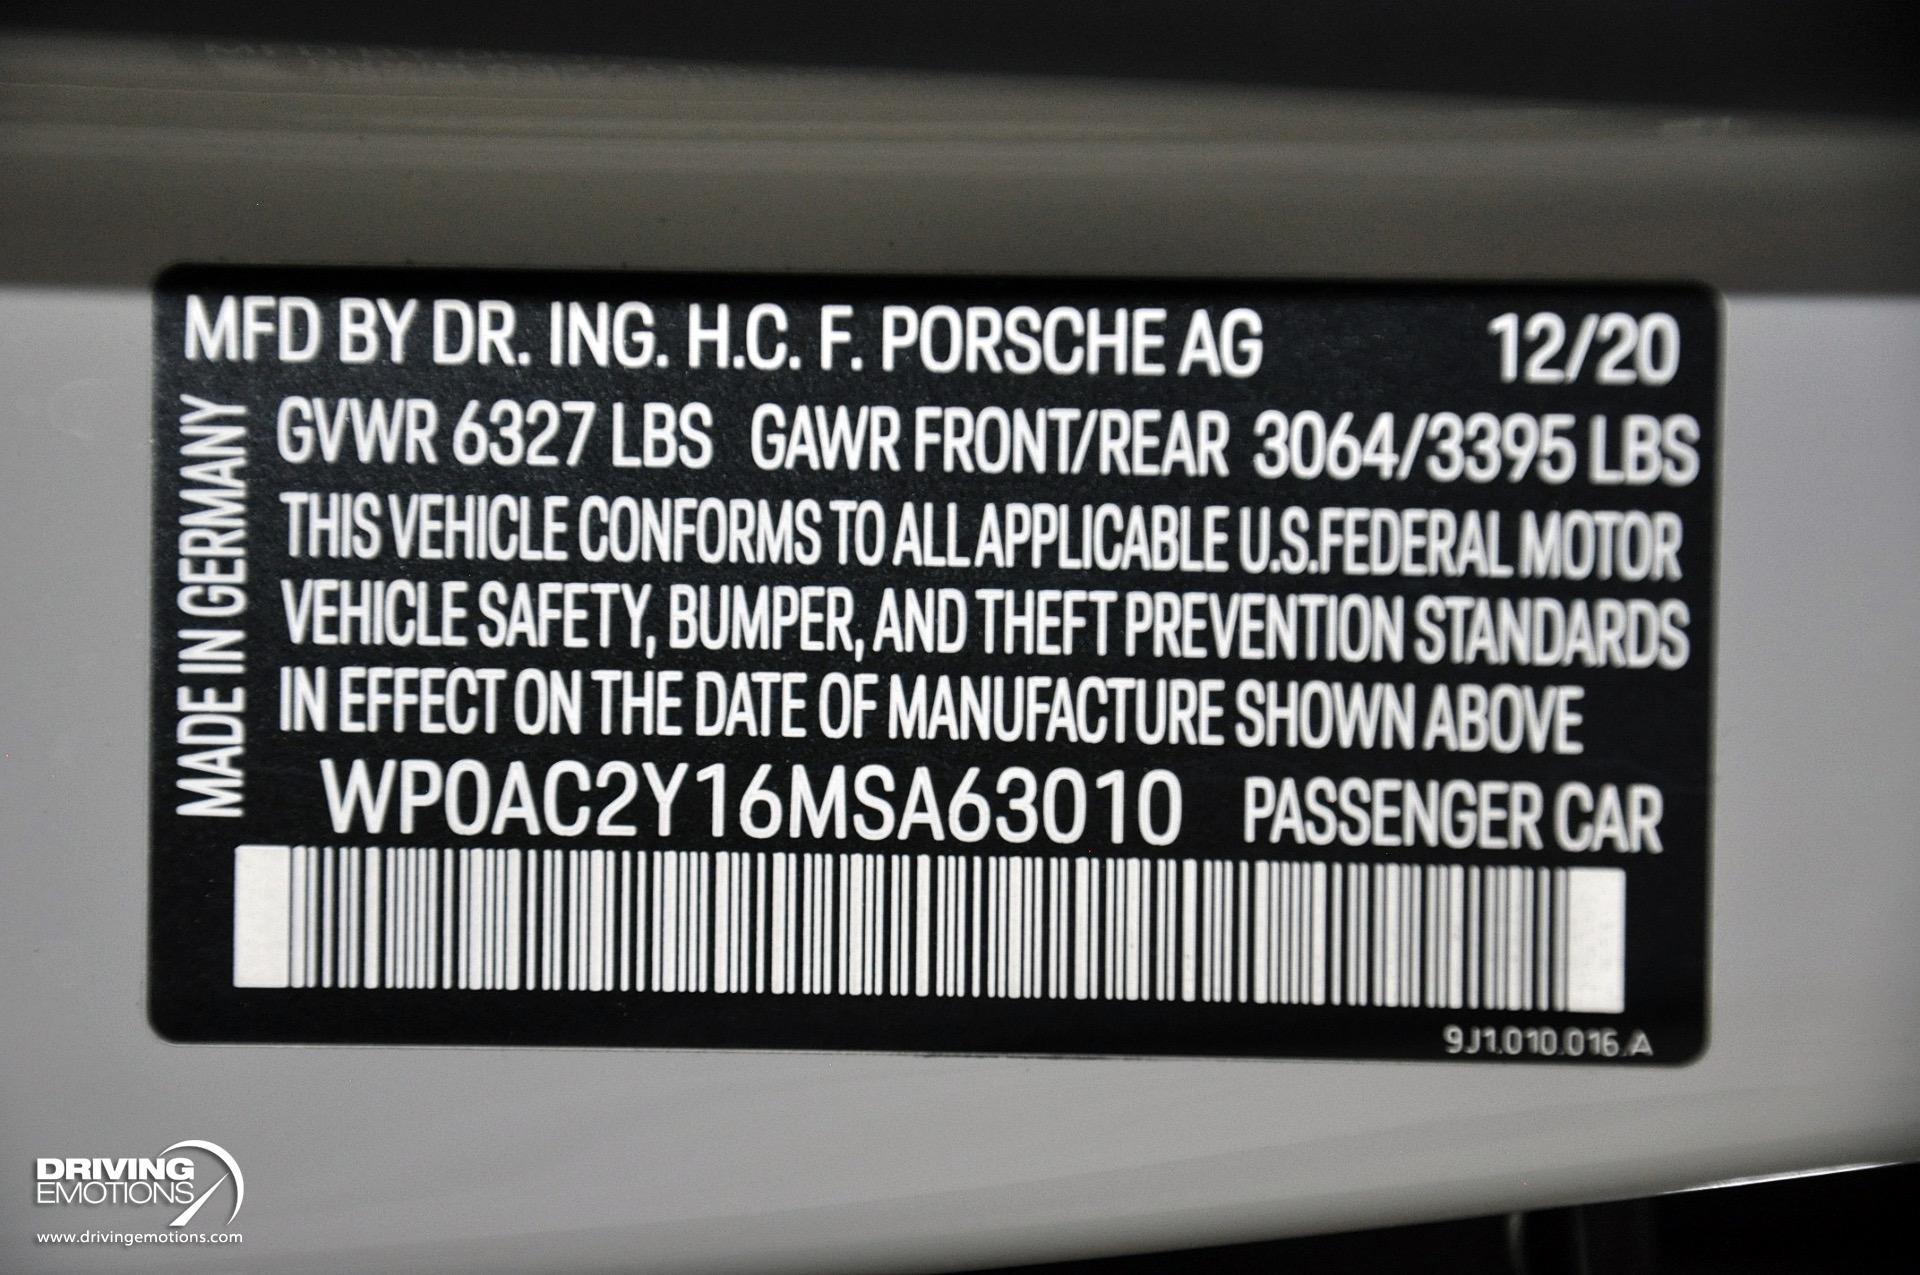 MFD BY DR. ING. H.C. F. PORSCHE AG 12/20
GVWR 6327 LBS GAWR FRONT/REAR 3064/3395 LBS
THIS VEHICLE CONFORMS TO ALL APPLICABLE U.S.FEDERAL MOTOR
VEHICLE SAFETY, BUMPER, AND THEFT PREVENTION STANDARDS
IN EFFECT ON THE DATE OF MANUFACTURE SHOWN ABOVE
WP0AC2Y16MSA63010 PASSENGER CAR
MADE IN GERMANY
9J1.010.016.A
DRIVING
EMOTIONS
www.drivingemotions.com